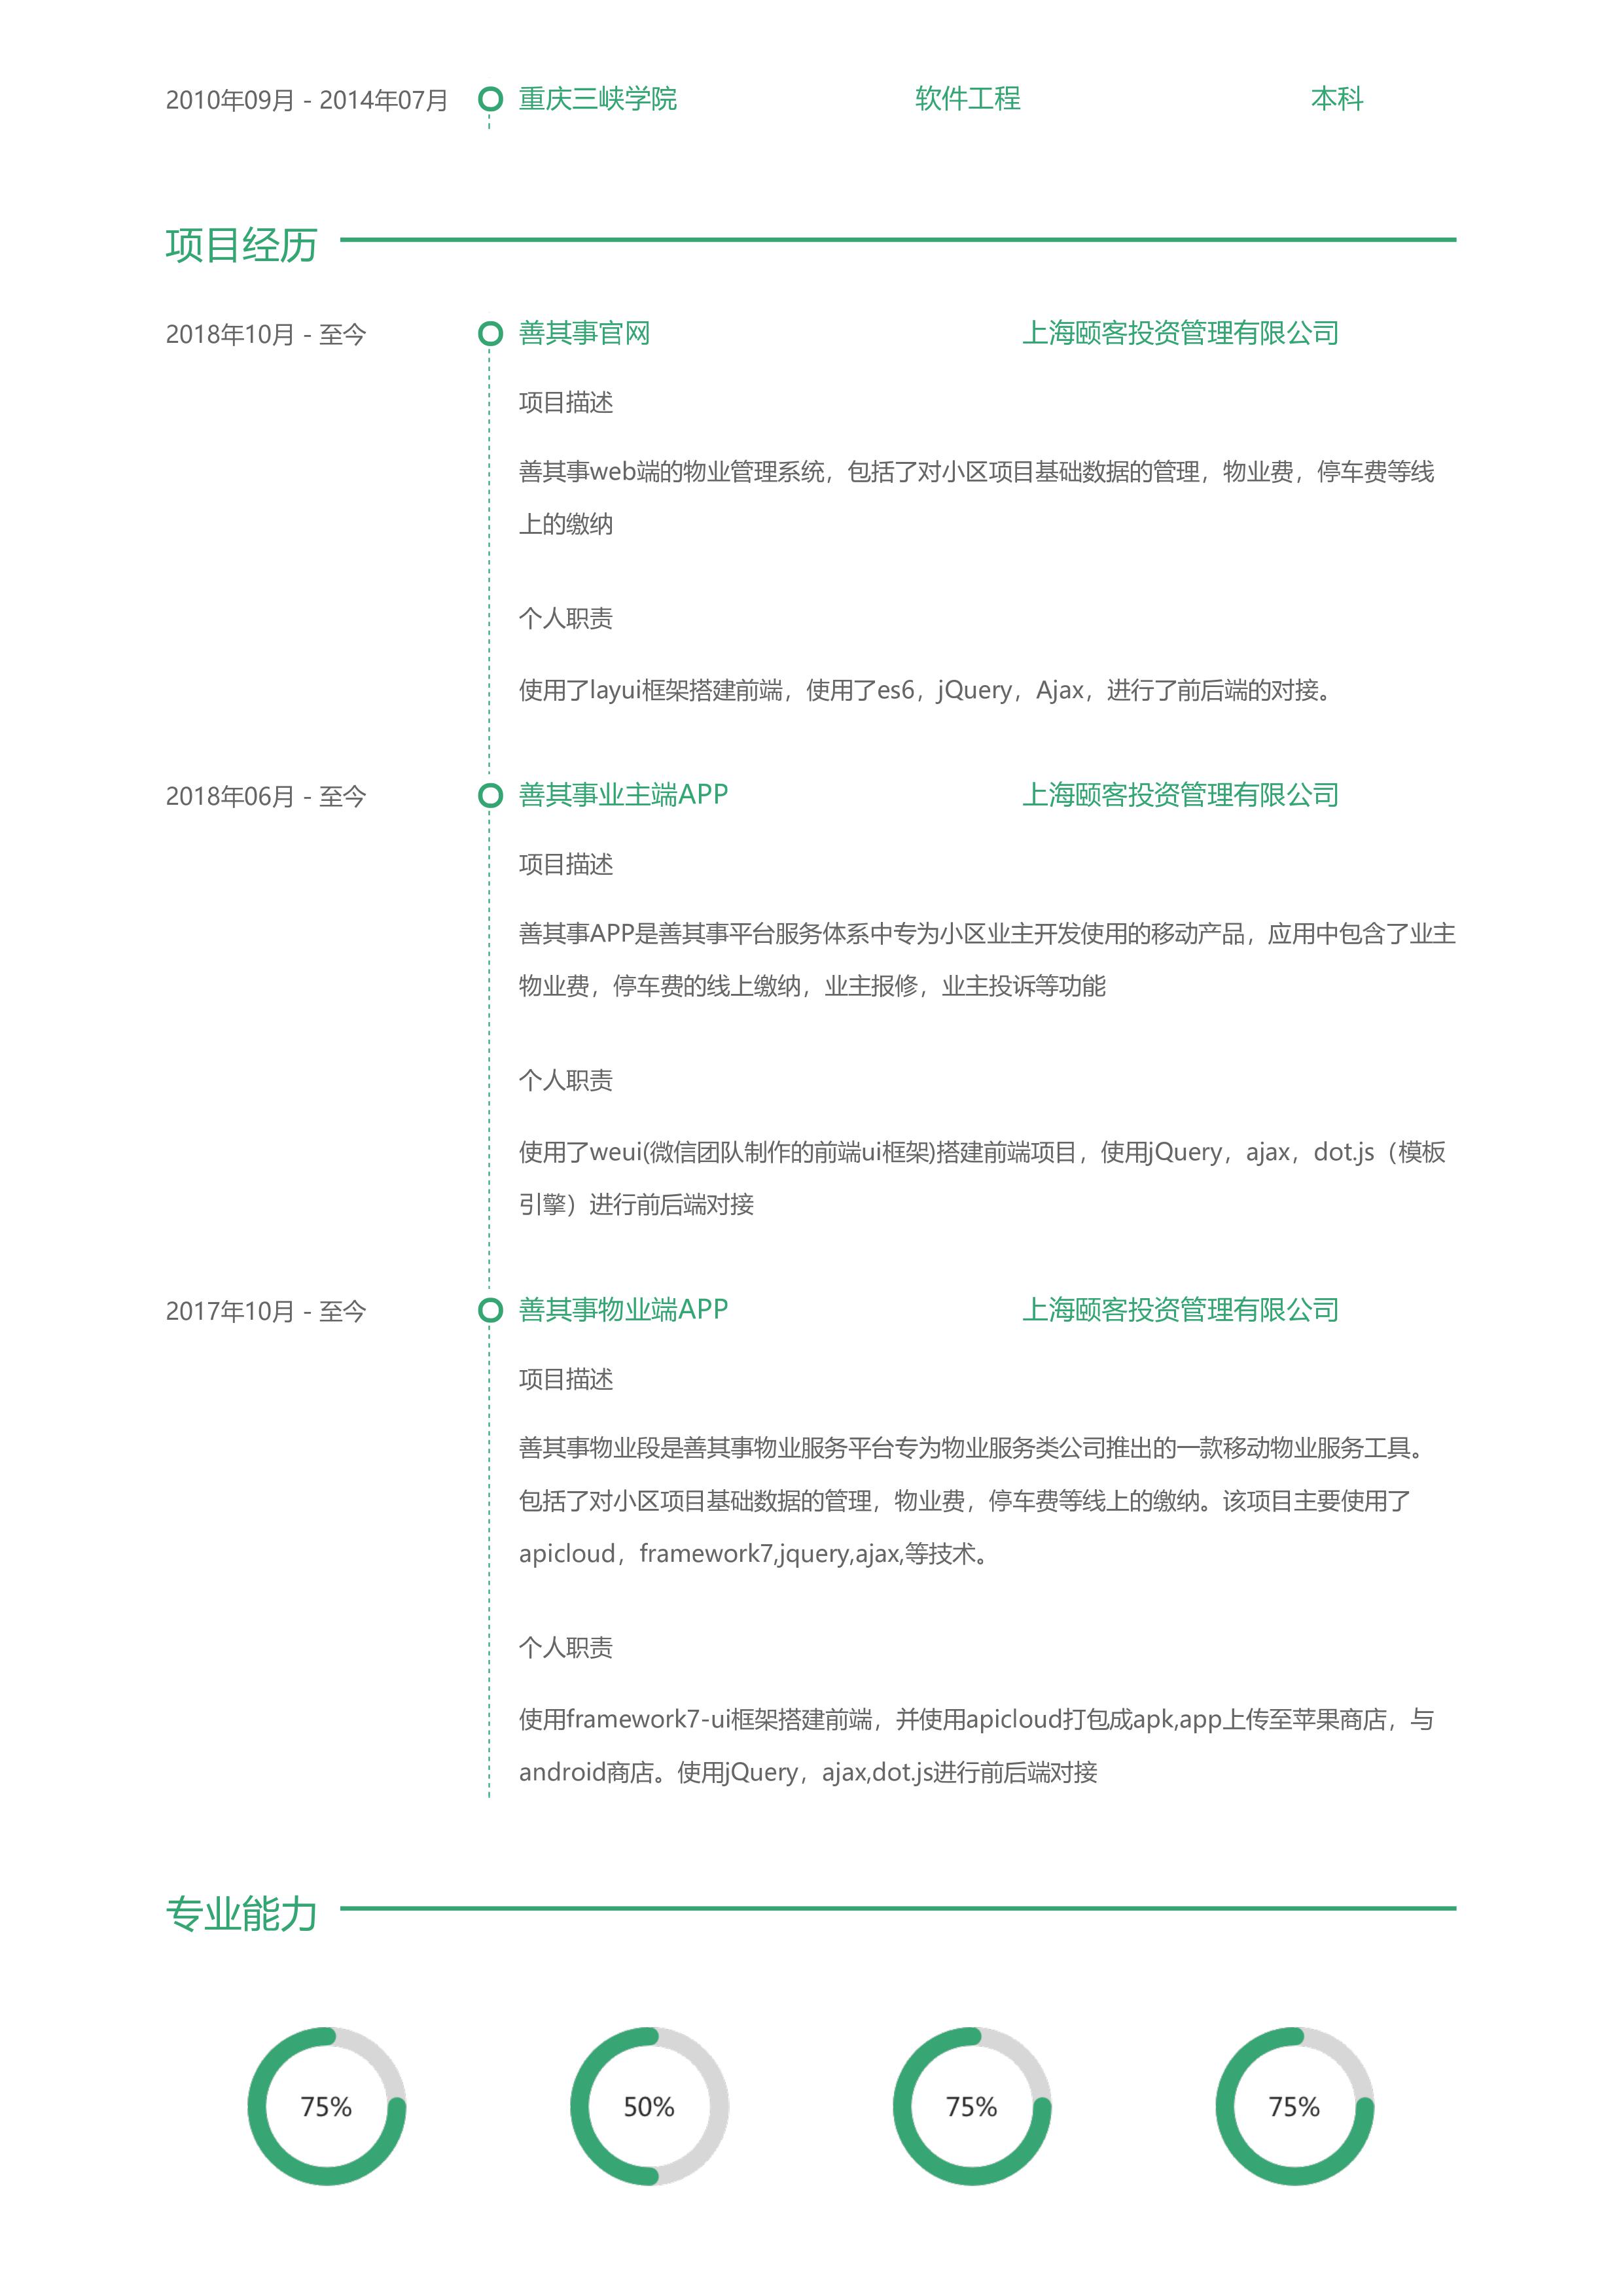 2010年09月 - 2014年07月 重庆三峡学院 软件工程 本科
项目经历
2018年10月 - 至今 善其事官网 上海颐客投资管理有限公司
项目描述
善其事web端的物业管理系统，包括了对小区项目基础数据的管理，物业费，停车费等线
上的缴纳
个人职责
使用了layui框架搭建前端，使用了es6，jQuery，Ajax，进行了前后端的对接。
2018年06月 - 至今 善其事业主端APP 上海颐客投资管理有限公司
项目描述
善其事APP是善其事平台服务体系中专为小区业主开发使用的移动产品，应用中包含了业主
物业费，停车费的线上缴纳，业主报修，业主投诉等功能
个人职责
使用了weui(微信团队制作的前端ui框架)搭建前端项目，使用jQuery，ajax，dot.js（模板
引擎）进行前后端对接
2017年10月 - 至今 善其事物业端APP 上海颐客投资管理有限公司
项目描述
善其事物业段是善其事物业服务平台专为物业服务类公司推出的一款移动物业服务工具。
包括了对小区项目基础数据的管理，物业费，停车费等线上的缴纳。该项目主要使用了
apicloud，framework7,jquery,ajax,等技术。
个人职责
使用framework7-ui框架搭建前端，并使用apicloud打包成apk,app上传至苹果商店，与
android商店。使用jQuery，ajax,dot.js进行前后端对接
专业能力
75% 50% 75% 75%